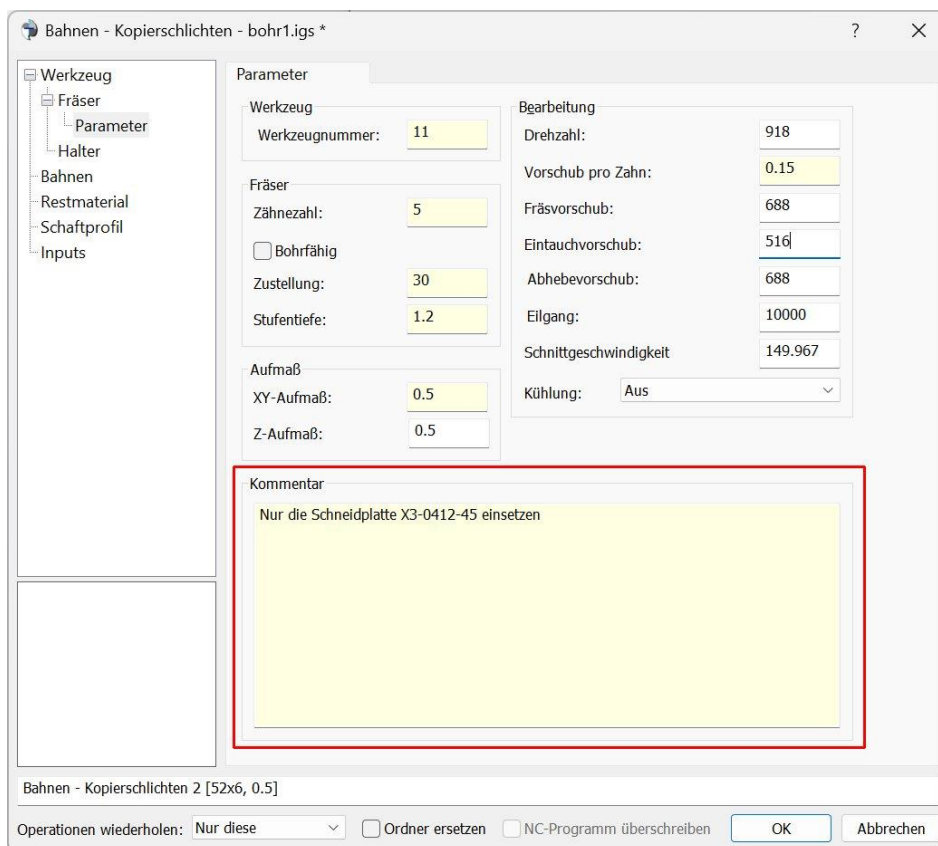 Bahnen - Kopierschlichten - bohr1.igs *
?
Werkzeug
Fräser
Parameter
Halter
Bahnen
Restmaterial
Schaftprofil
Inputs
Parameter
Werkzeug
Werkzeugnummer: 11
Fräser
Zähnezahl: 5
Bohrfähig
Zustellung: 30
Stufentiefe: 1.2
Aufmaß
XY-Aufmaß: 0.5
Z-Aufmaß: 0.5
Bearbeitung
Drehzahl: 918
Vorschub pro Zahn: 0.15
Fräsvorschub: 688
Eintauchvorschub: 516
Abhebevorschub: 688
Eilgang: 10000
Schnittgeschwindigkeit 149.967
Kühlung: Aus
Kommentar
Nur die Schneidplatte X3-0412-45 einsetzen
Bahnen - Kopierschlichten 2 [52x6, 0.5]
Operationen wiederholen: Nur diese Ordner ersetzen NC-Programm überschreiben OK Abbrechen